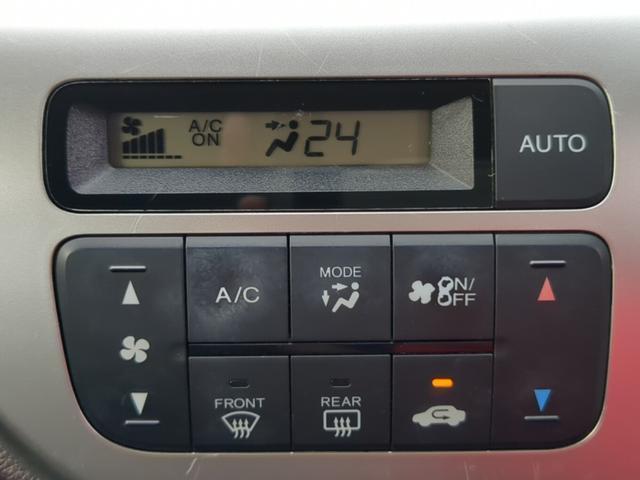 A/C
ON
24
AUTO
A/C
MODE
ON/
OFF
FRONT
REAR